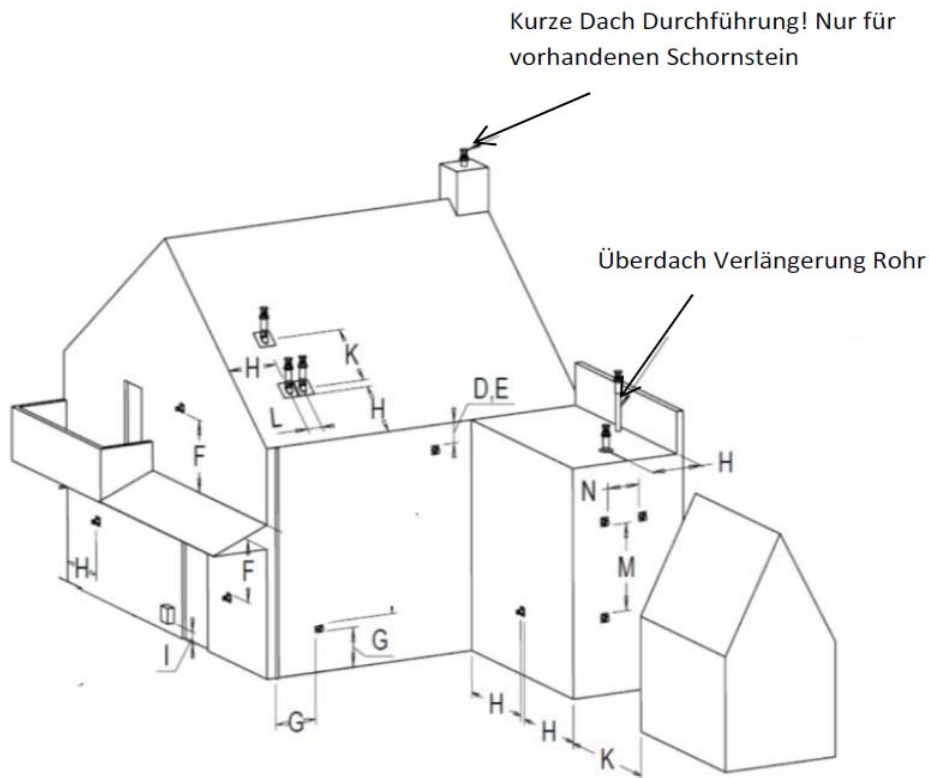 Kurze Dach Durchführung! Nur für
vorhandenen Schornstein
Überdach Verlängerung Rohr
K
H
D,E
L
H
F
H
N
F
M
H
G
I
G
H
H
K